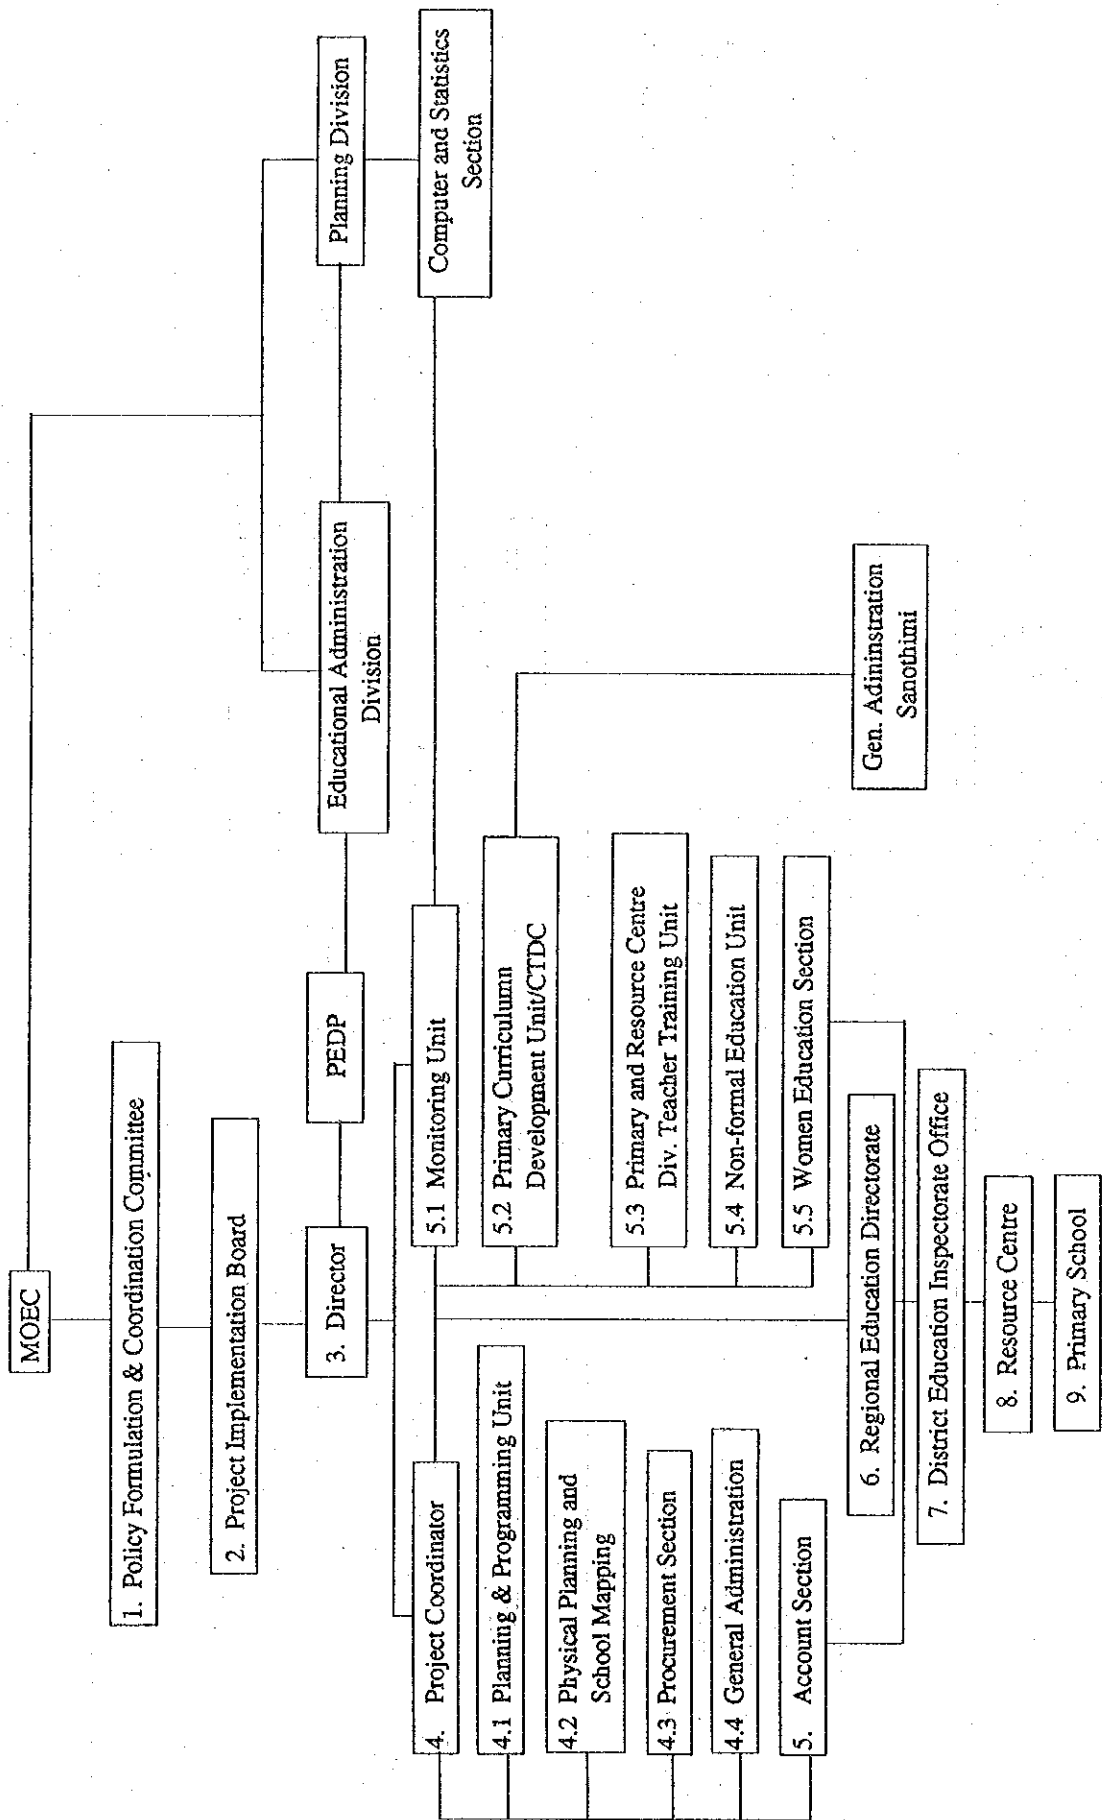 MOEC
1. Policy Formulation & Coordination Committee
2. Project Implementation Board
3. Director
PEDP
Educational Administration
Division
Planning Division
Computer and Statistics
Section
4. Project Coordinator
4.1 Planning & Programming Unit
4.2 Physical Planning and
School Mapping
4.3 Procurement Section
4.4 General Administration
5. Account Section
5.1 Monitoring Unit
5.2 Primary Curriculumn
Development Unit/CTDC
5.3 Primary and Resource Centre
Div. Teacher Training Unit
5.4 Non-formal Education Unit
5.5 Women Education Section
Gen. Adininstration
Sanothimi
6. Regional Education Directorate
7. District Education Inspectorate Office
8. Resource Centre
9. Primary School